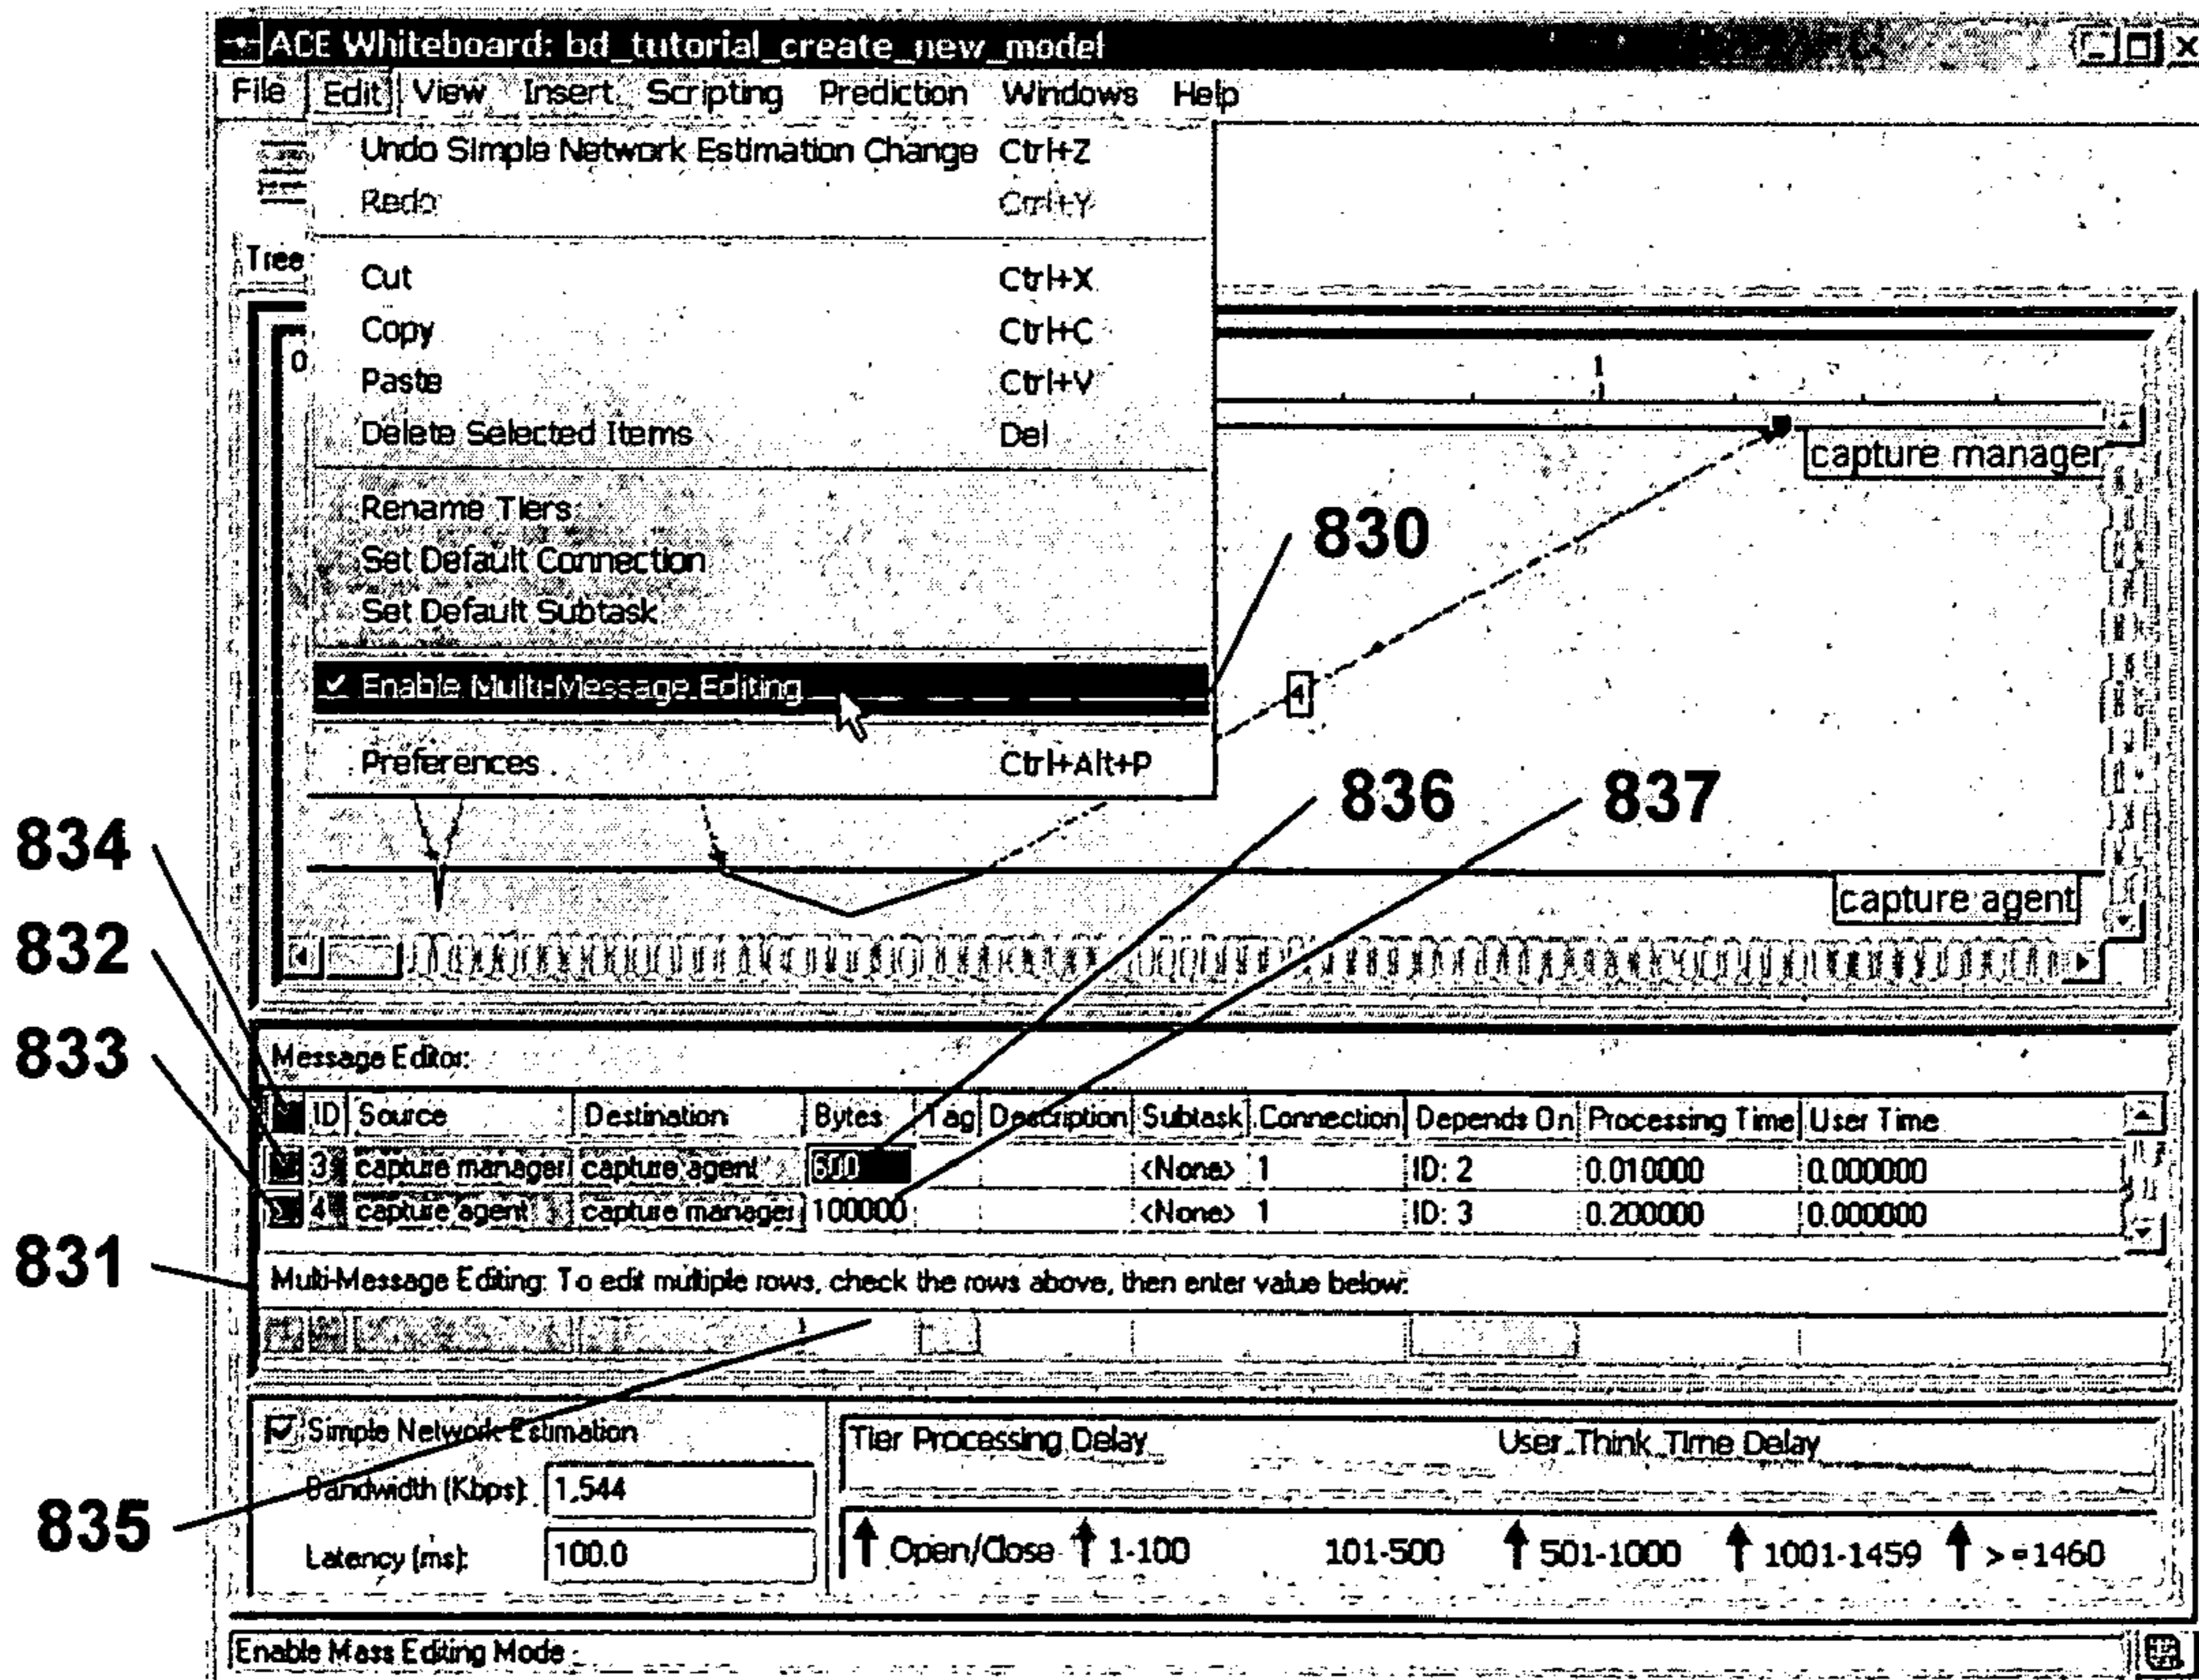 ACE Whiteboard: bd_tutorial_create_new_model
File Edit View Insert Scripting Prediction Windows Help
Undo Simple Network Estimation Change Ctrl+Z
Redo Ctrl+Y
Tree
Cut Ctrl+X
Copy Ctrl+C
Paste Ctrl+V
Delete Selected Items Del
Rename Tiers
Set Default Connection
Set Default Subtask
Enable Multi-Message Editing
Preferences Ctrl+Alt+P
0
1
capture manager
830
4
836
837
834
capture agent
832
833
831
Message Editor:
ID Source Destination Bytes Tag Description Subtask Connection Depends On Processing Time User Time
3 capture manager capture agent 600 <None> 1 ID: 2 0.010000 0.000000
4 capture agent capture manager 100000 <None> 1 ID: 3 0.200000 0.000000
Multi-Message Editing: To edit multiple rows, check the rows above, then enter value below:
Simple Network Estimation
Bandwidth (Kbps): 1,544
Latency (ms): 100.0
835
Tier Processing Delay User Think Time Delay
Open/Close 1-100 101-500 501-1000 1001-1459 >=1460
Enable Mass Editing Mode